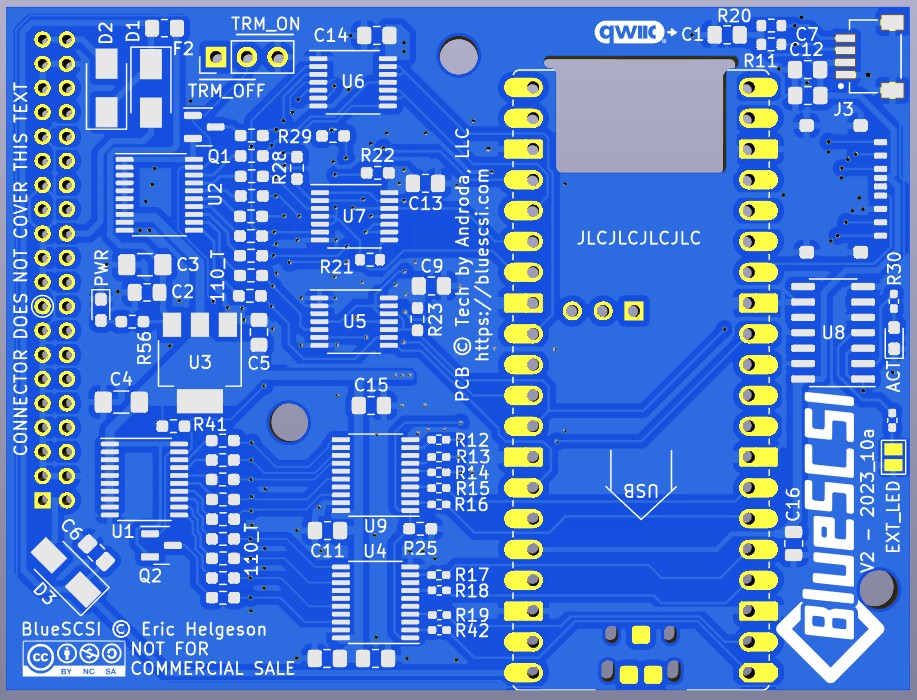 D2
D1
F2
TRM_ON
TRM_OFF
C14
U6
qwiic
C1
R20
C7
C12
R11
J3
CONNECTOR DOES NOT COVER THIS TEXT
Q1
U2
R29
R28
R22
C13
U7
R21
PCB © Tech by Androda, LLC
https://bluescsi.com
JLCJLCJLCJLC
PWR
C3
C2
110_T
R56
U3
C5
C9
R23
U5
R30
U8
ACT
C4
R41
C15
U1
C6
D3
Q2
110_T
R12
R13
R14
R15
R16
U9
C11
R25
U4
R17
R18
R19
R42
USB
C16
BlueSCSI
V2 - 2023_10a
EXT_LED
BlueSCSI © Eric Helgeson
cc
BY NC SA
NOT FOR
COMMERCIAL SALE